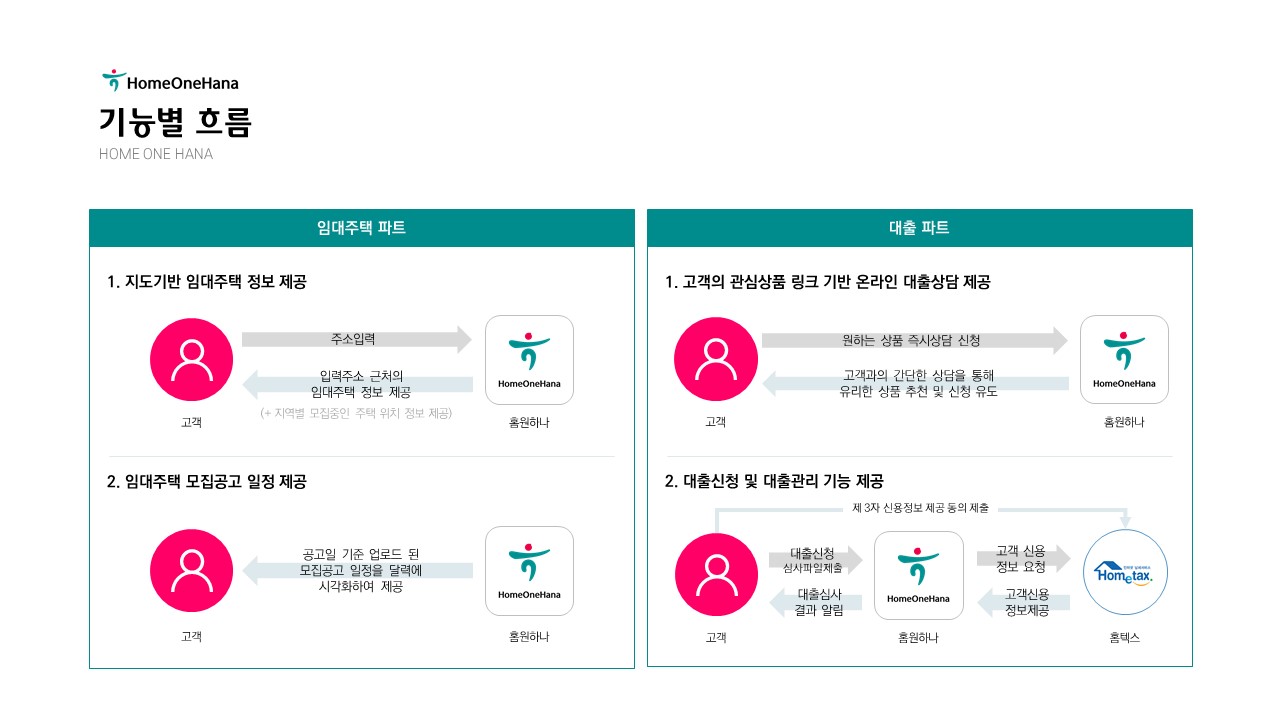 HomeOneHana
기능별 흐름
HOME ONE HANA
임대주택 파트
1. 지도기반 임대주택 정보 제공
주소입력
입력주소 근처의
임대주택 정보 제공
(+ 지역별 모집중인 주택 위치 정보 제공)
고객
HomeOneHana
홈원하나
2. 임대주택 모집공고 일정 제공
공고일 기준 업로드 된
모집공고 일정을 달력에
시각화하여 제공
고객
HomeOneHana
홈원하나
대출 파트
1. 고객의 관심상품 링크 기반 온라인 대출상담 제공
원하는 상품 즉시상담 신청
고객과의 간단한 상담을 통해
유리한 상품 추천 및 신청 유도
고객
HomeOneHana
홈원하나
2. 대출신청 및 대출관리 기능 제공
제 3자 신용정보 제공 동의 제출
대출신청
심사파일제출
대출심사
결과 알림
고객
HomeOneHana
홈원하나
고객 신용
정보 요청
고객신용
정보제공
Hometax.
홈텍스